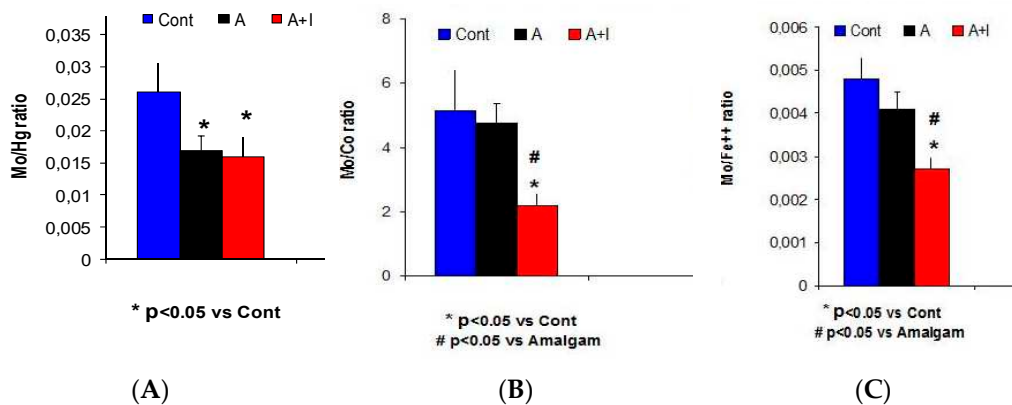 0,035
0,03
0,025
0,02
0,015
0,01
0,005
0
Mo/Hg ratio
Cont A A+I
*
*
* p<0.05 vs Cont
(A)
8
6
4
2
0
Mo/Co ratio
Cont A A+I
#
*
* p<0.05 vs Cont
# p<0.05 vs Amalgam
(B)
0,006
0,005
0,004
0,003
0,002
0,001
0
Mo/Fe++ ratio
Cont A A+I
#
*
* p<0.05 vs Cont
# p<0.05 vs Amalgam
(C)